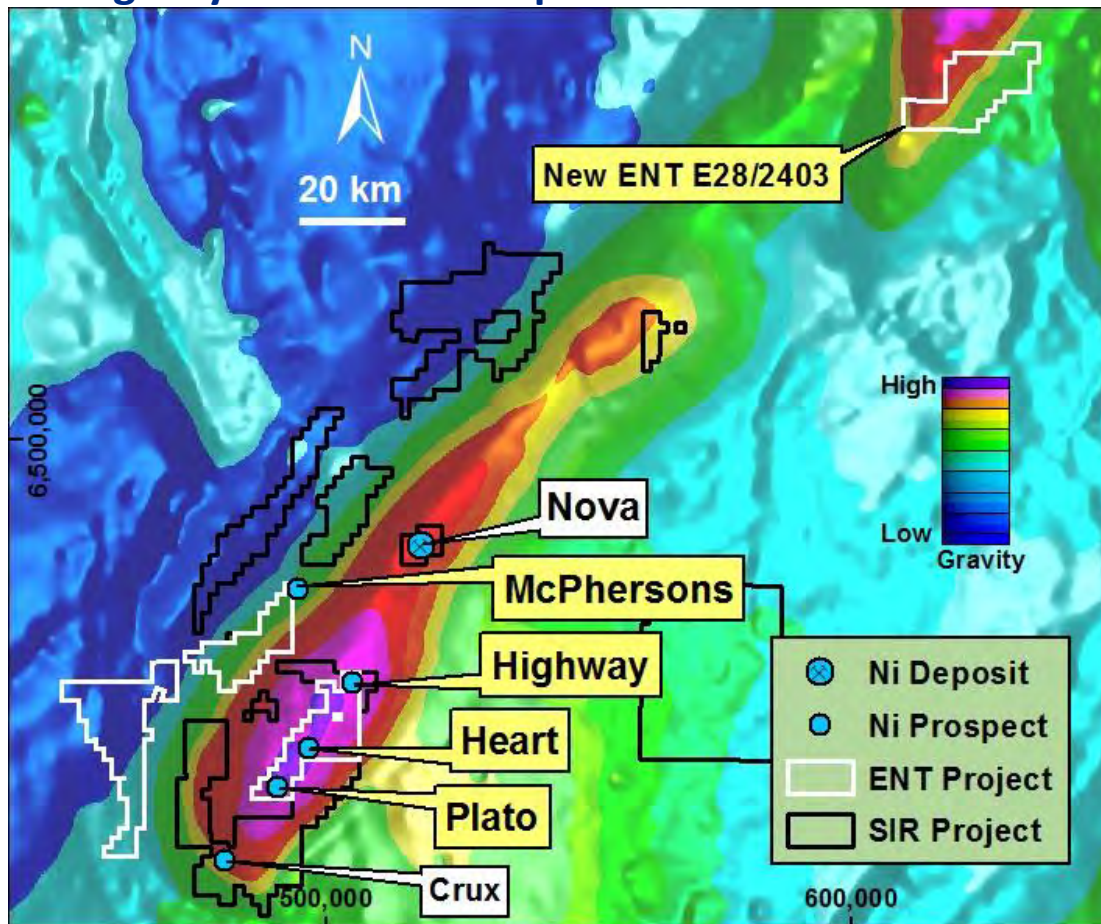 N
20 km
New ENT E28/2403
6,500,000
High
Low
Gravity
Nova
McPhersons
Highway
Heart
Plato
Crux
Ni Deposit
Ni Prospect
ENT Project
SIR Project
500,000
600,000